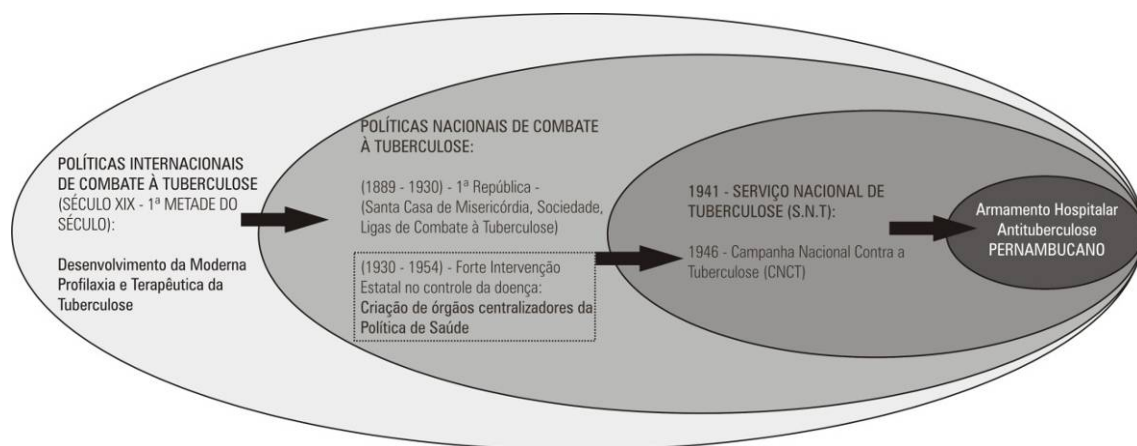 POLÍTICAS INTERNACIONAIS
DE COMBATE À TUBERCULOSE
(SÉCULO XIX - 1ª METADE DO
SÉCULO):
Desenvolvimento da Moderna
Profilaxia e Terapêutica da
Tuberculose
POLÍTICAS NACIONAIS DE COMBATE
À TUBERCULOSE:
(1889 - 1930) - 1ª República -
(Santa Casa de Misericórdia, Sociedade,
Ligas de Combate à Tuberculose)
(1930 - 1954) - Forte Intervenção
Estatal no controle da doença:
Criação de órgãos centralizadores da
Política de Saúde
1941 - SERVIÇO NACIONAL DE
TUBERCULOSE (S.N.T):
1946 - Campanha Nacional Contra a
Tuberculose (CNCT)
Armamento Hospitalar
Antituberculose
PERNAMBUCANO